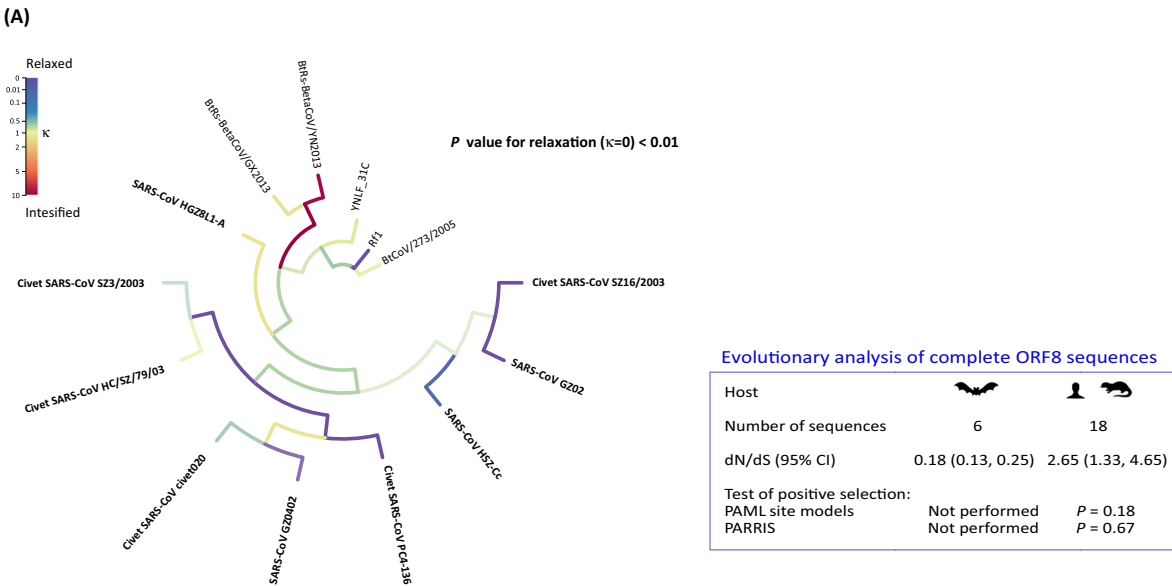 (A)
Relaxed
0
0.01
0.1
0.5
1
2
5
10
κ
Intesified
P value for relaxation (κ=0) < 0.01
BtRs-BetaCoV/GX2013
BtRs-BetaCoV/YN2013
YNLF_31C
Rf1
BtCoV/273/2005
SARS-CoV HGZ8L1-A
Civet SARS-CoV SZ3/2003
Civet SARS-CoV SZ16/2003
Civet SARS-CoV HC/SZ/79/03
SARS-CoV GZ02
SARS-CoV HSZ-Cc
Civet SARS-CoV civet020
SARS-CoV GZ0402
Civet SARS-CoV PC4-136
Evolutionary analysis of complete ORF8 sequences
Host
Number of sequences 6 18
dN/dS (95% CI) 0.18 (0.13, 0.25) 2.65 (1.33, 4.65)
Test of positive selection:
PAML site models Not performed P = 0.18
PARRIS Not performed P = 0.67